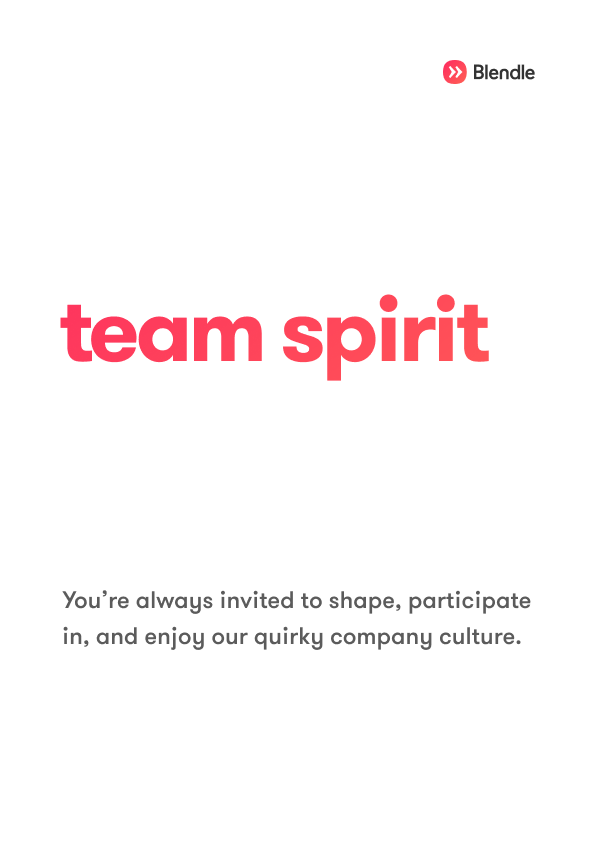 Blendle
team spirit
You’re always invited to shape, participate
in, and enjoy our quirky company culture.